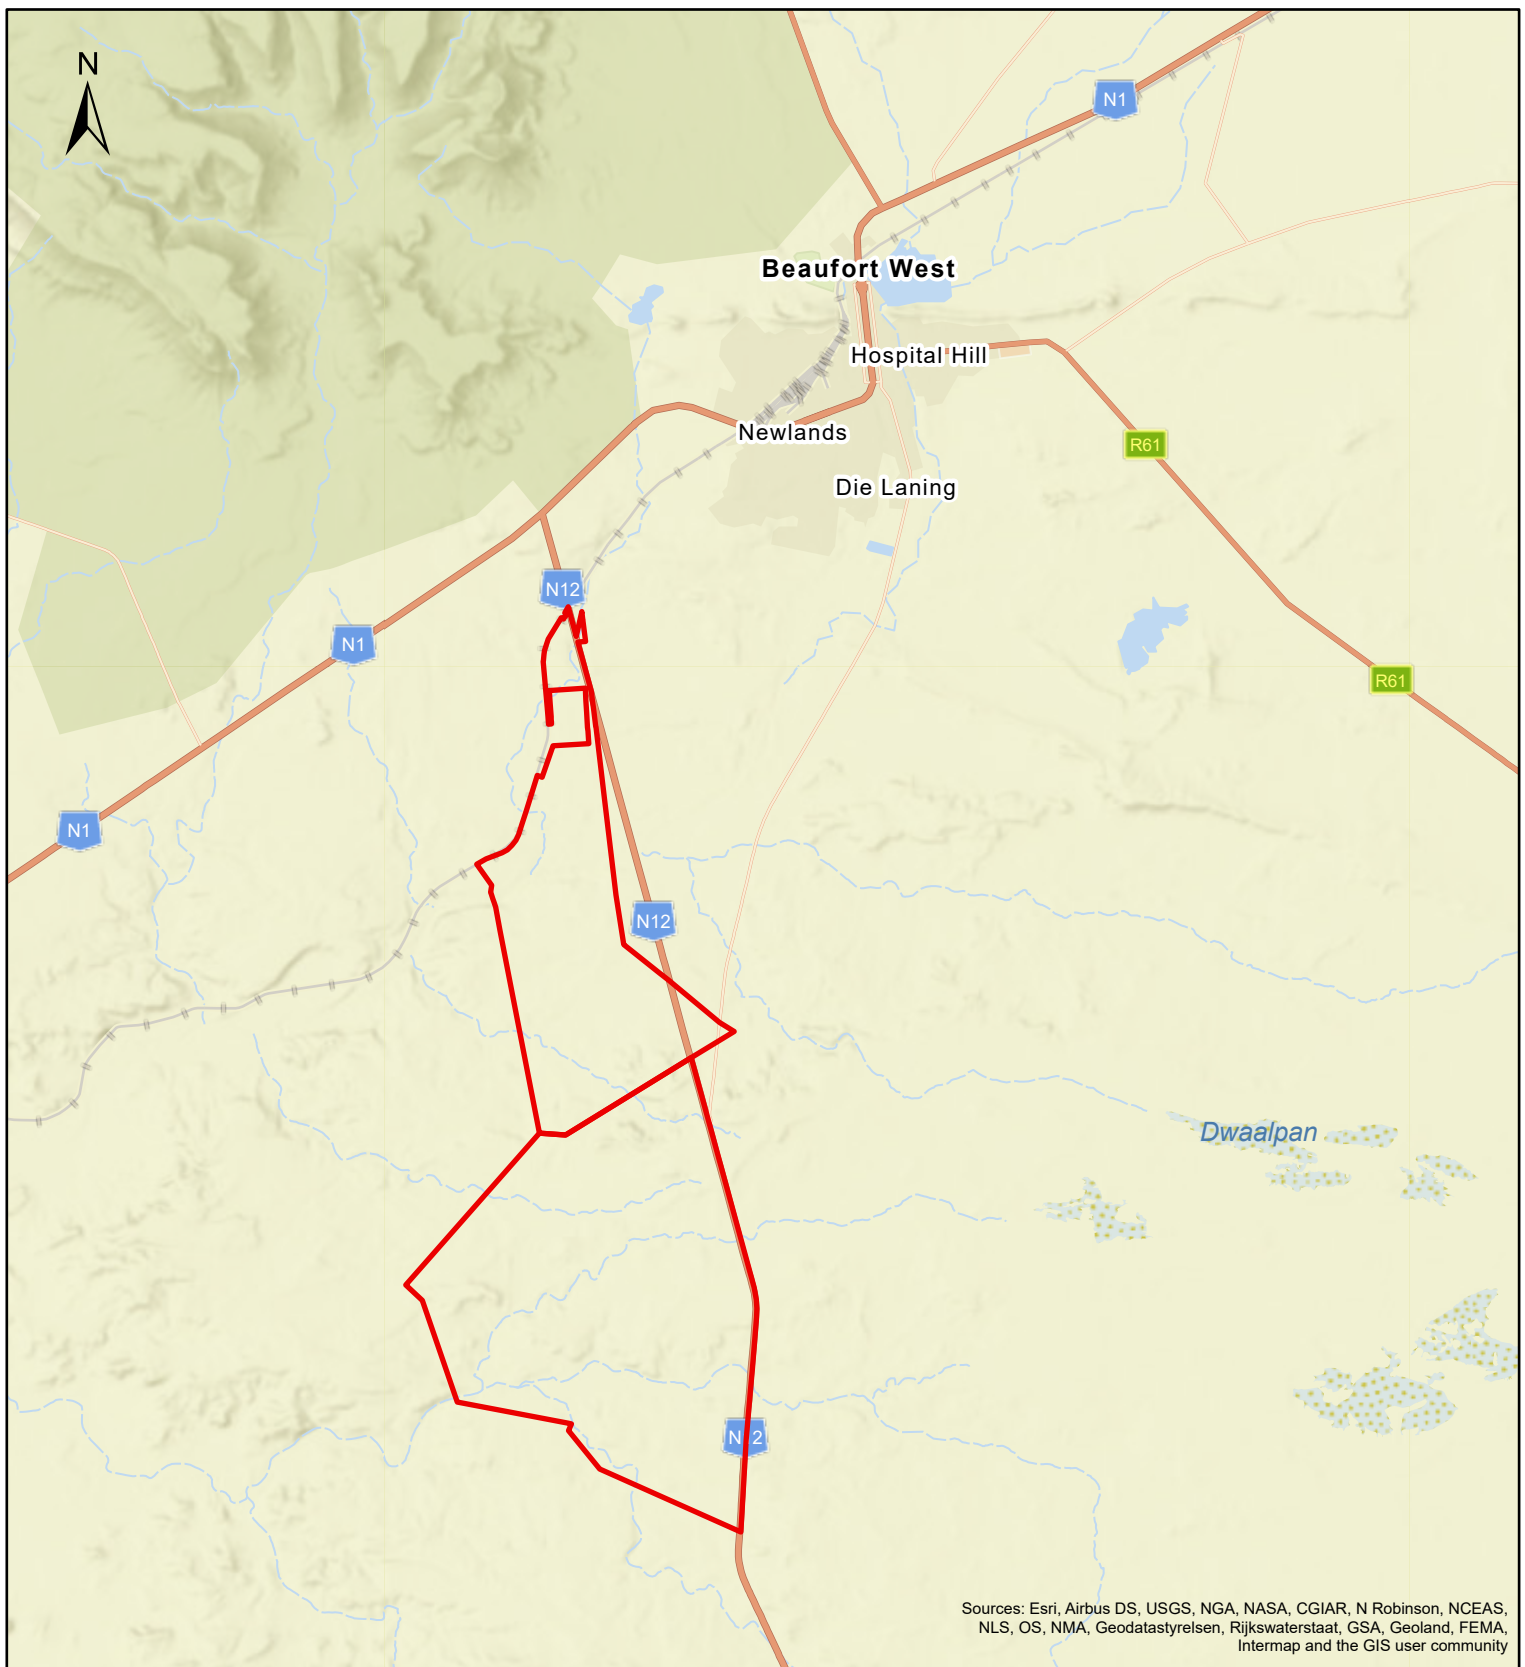 N
N1
Beaufort West
Hospital Hill
Newlands
R61
Die Laning
N12
N1
R61
N1
N12
Dwaalpan
N12
Sources: Esri, Airbus DS, USGS, NGA, NASA, CGIAR, N Robinson, NCEAS,
NLS, OS, NMA, Geodatastyrelsen, Rijkswaterstaat, GSA, Geoland, FEMA,
Intermap and the GIS user community